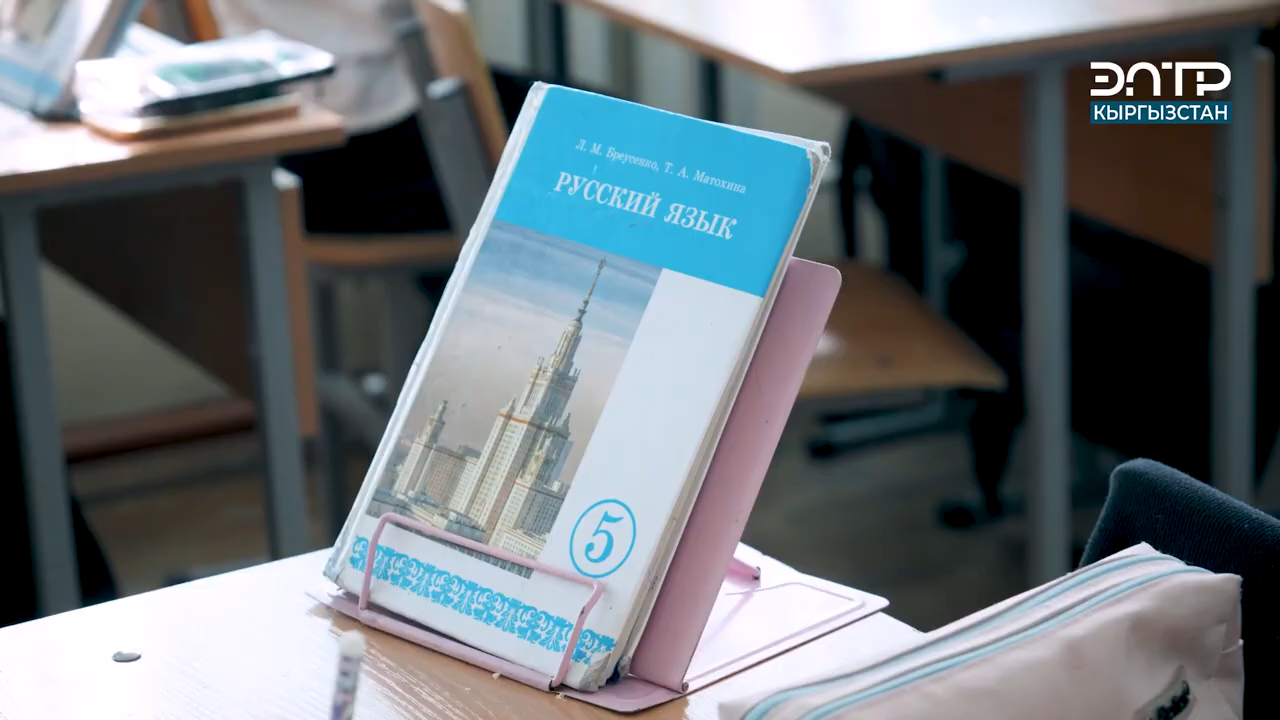 ЭЛТР
КЫРГЫЗСТАН
Л. М. Бреусенко, Т. А. Матохина
РУССКИЙ ЯЗЫК
5